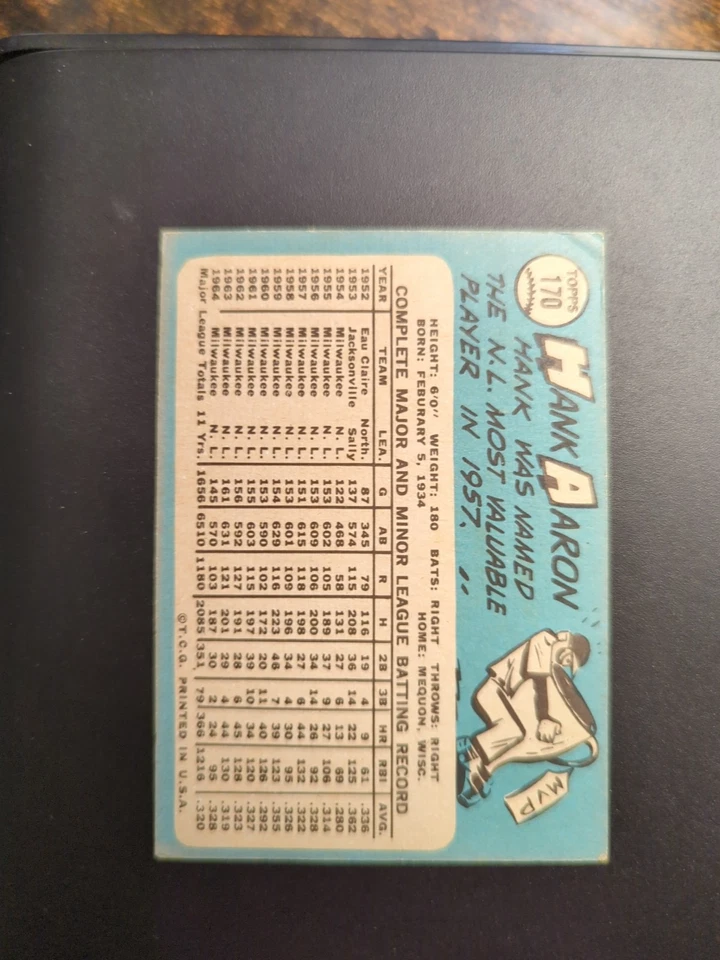 TOPPS
170
HANK AARON
HANK WAS NAMED
THE N.L. MOST VALUABLE
PLAYER IN 1957.
MVP
HEIGHT: 6'0" WEIGHT: 180 BATS: RIGHT THROWS: RIGHT
BORN: FEBURARY 5, 1934 HOME: MEQUON, WISC.
COMPLETE MAJOR AND MINOR LEAGUE BATTING RECORD
YEAR TEAM LEA. G AB R H 2B 3B HR RBI AVG.
1952 Eau Claire North. 87 345 79 116 19 4 9 61 .336
1953 Jacksonville Sally 137 574 115 208 36 14 22 125 .362
1954 Milwaukee N. L. 122 468 58 131 27 6 13 69 .280
1955 Milwaukee N. L. 153 602 105 189 37 9 27 106 .314
1956 Milwaukee N. L. 153 609 106 200 34 14 26 92 .328
1957 Milwaukee N. L. 151 615 118 198 27 6 44 132 .322
1958 Milwaukee N. L. 153 601 109 196 34 4 30 95 .326
1959 Milwaukee N. L. 154 629 116 223 46 7 39 123 .355
1960 Milwaukee N. L. 153 590 102 172 20 11 40 126 .292
1961 Milwaukee N. L. 155 603 115 197 39 10 34 120 .327
1962 Milwaukee N. L. 156 592 127 191 28 6 45 128 .323
1963 Milwaukee N. L. 161 631 121 201 29 4 44 130 .319
1964 Milwaukee N. L. 145 570 103 187 30 2 24 95 .328
Major League Totals 11 Yrs. 1656 6510 1180 2085 351 79 366 1216 .320
©T.C.G. PRINTED IN U.S.A.